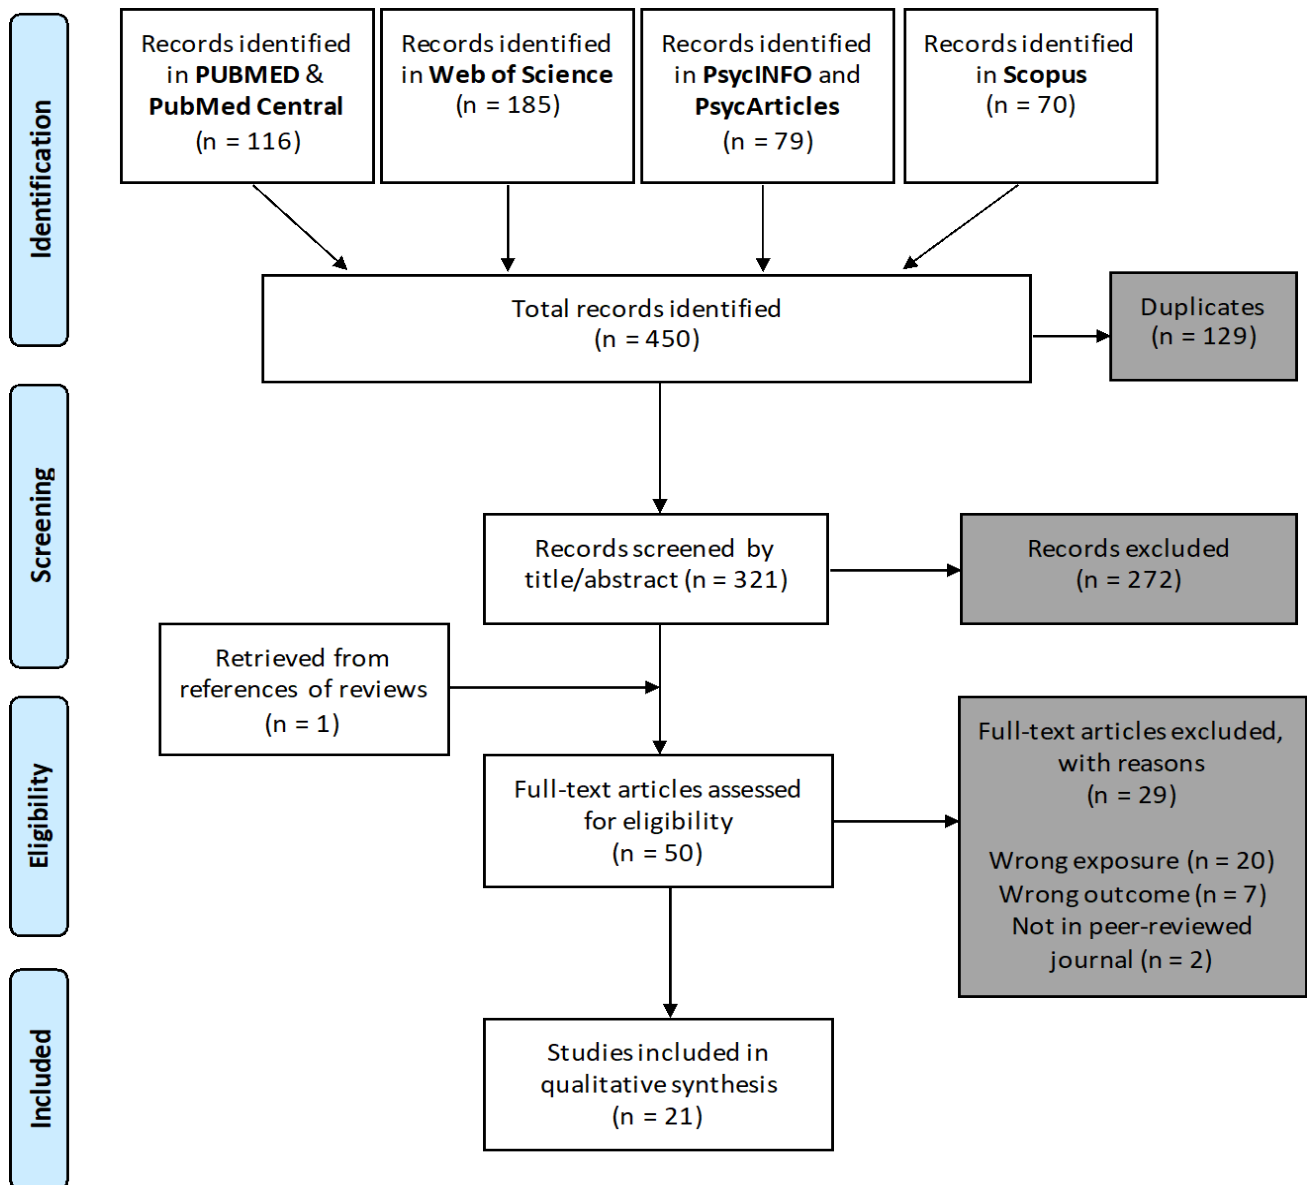 Identification
Records identified
in PUBMED &
PubMed Central
(n = 116)
Records identified
in Web of Science
(n = 185)
Records identified
in PsycINFO and
PsycArticles
(n = 79)
Records identified
in Scopus
(n = 70)
Total records identified
(n = 450)
Duplicates
(n = 129)
Screening
Records screened by
title/abstract (n = 321)
Records excluded
(n = 272)
Retrieved from
references of reviews
(n = 1)
Eligibility
Full-text articles assessed
for eligibility
(n = 50)
Full-text articles excluded,
with reasons
(n = 29)
Wrong exposure (n = 20)
Wrong outcome (n = 7)
Not in peer-reviewed
journal (n = 2)
Included
Studies included in
qualitative synthesis
(n = 21)